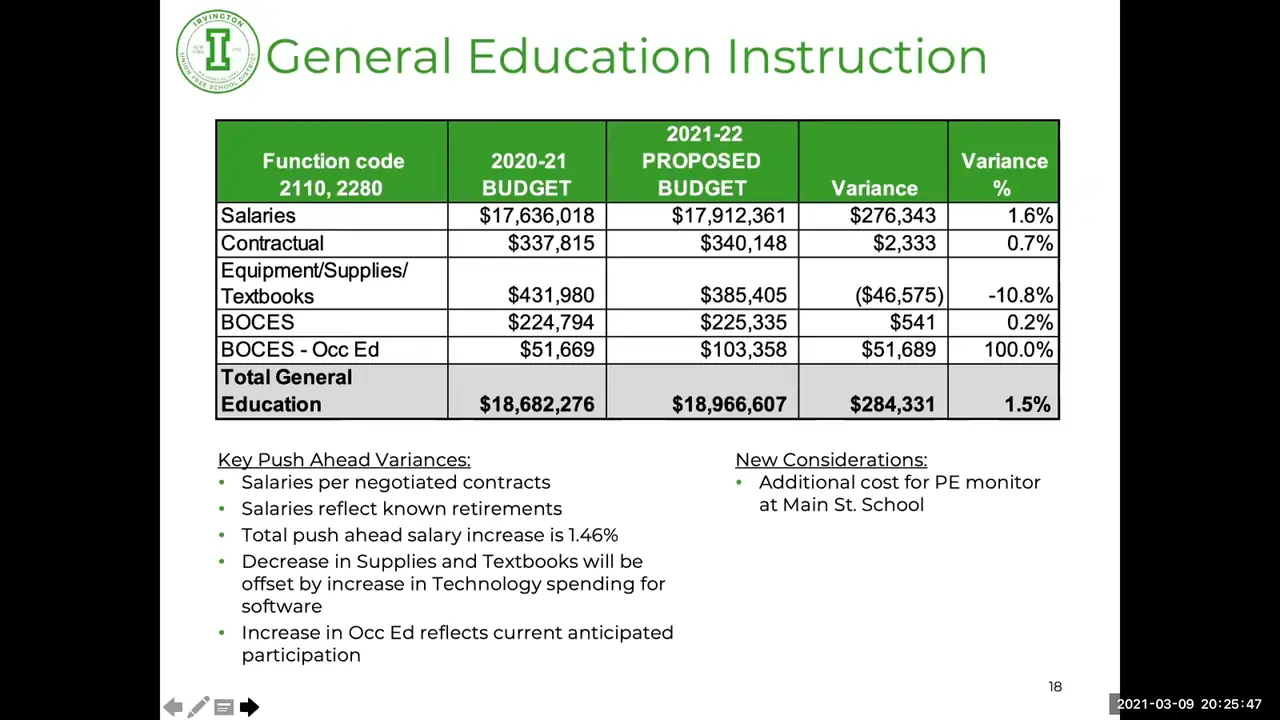 IRVINGTON
UNION FREE SCHOOL DISTRICT
General Education Instruction
Function code
2110, 2280
2020-21
BUDGET
2021-22
PROPOSED
BUDGET
Variance
Variance
%
Salaries $17,636,018 $17,912,361 $276,343 1.6%
Contractual $337,815 $340,148 $2,333 0.7%
Equipment/Supplies/
Textbooks $431,980 $385,405 ($46,575) -10.8%
BOCES $224,794 $225,335 $541 0.2%
BOCES - Occ Ed $51,669 $103,358 $51,689 100.0%
Total General
Education $18,682,276 $18,966,607 $284,331 1.5%
Key Push Ahead Variances:
• Salaries per negotiated contracts
• Salaries reflect known retirements
• Total push ahead salary increase is 1.46%
• Decrease in Supplies and Textbooks will be
offset by increase in Technology spending for
software
• Increase in Occ Ed reflects current anticipated
participation
New Considerations:
• Additional cost for PE monitor
at Main St. School
18
2021-03-09 20:25:47